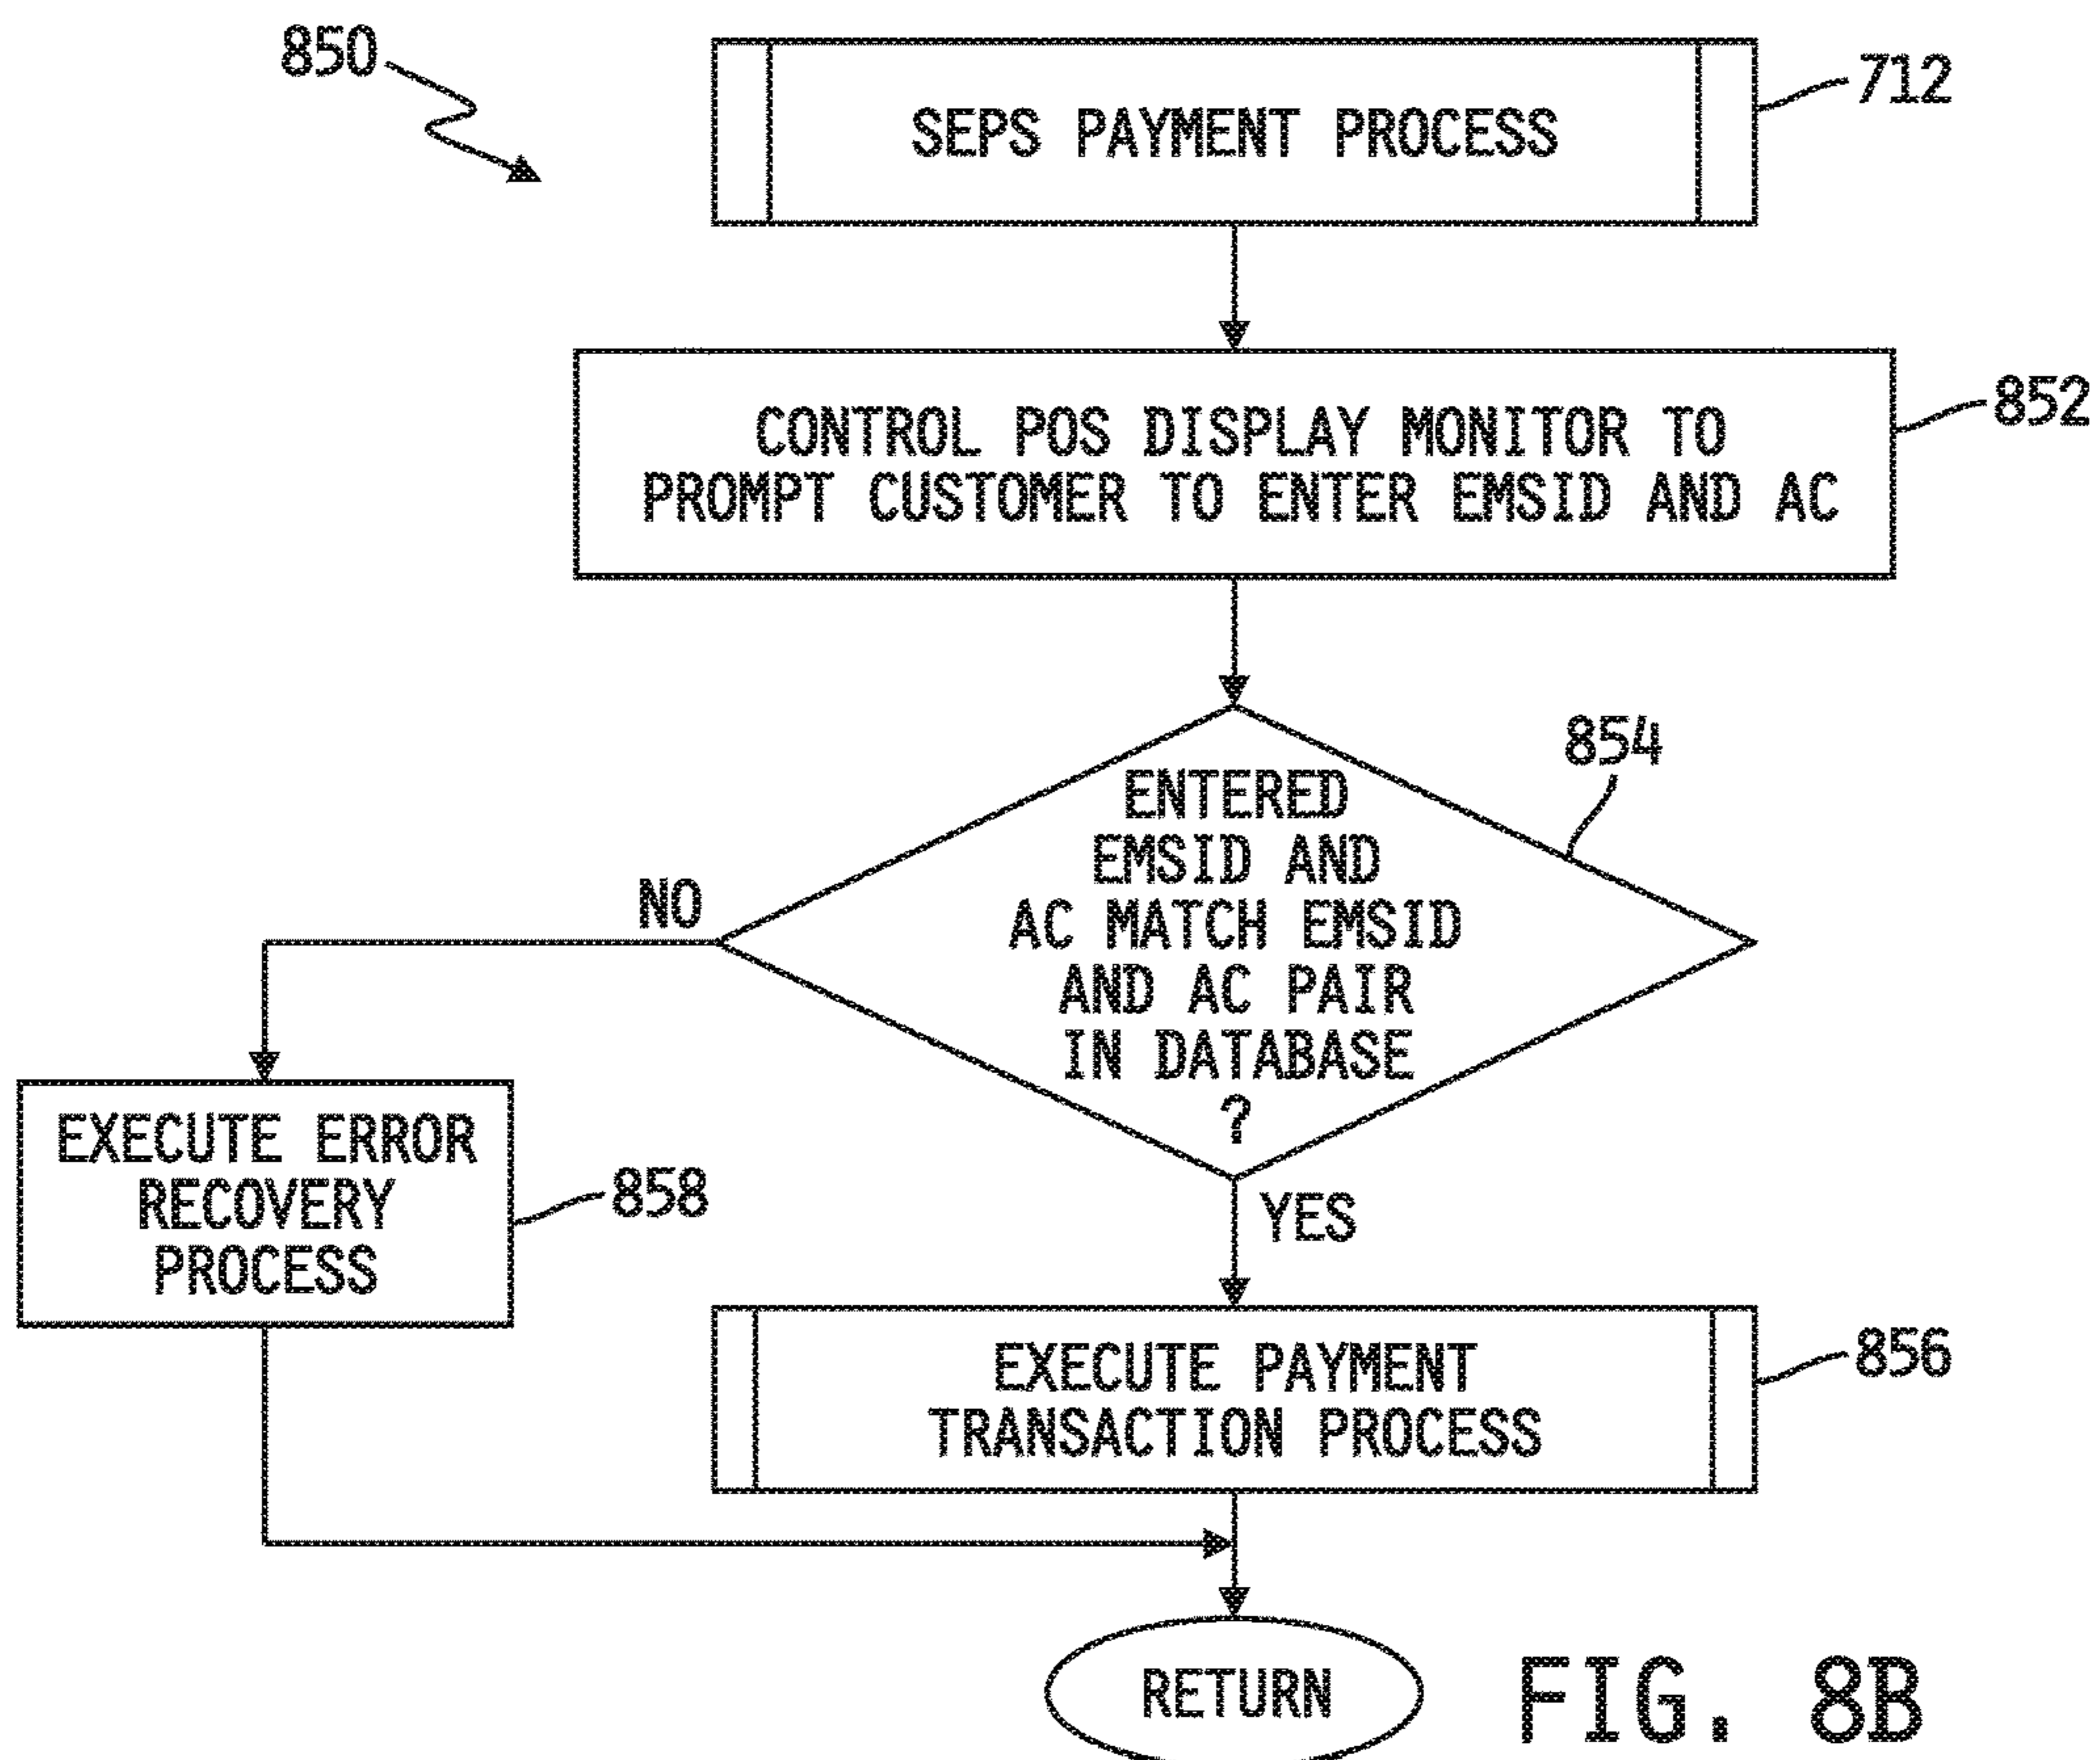 850
SEPS PAYMENT PROCESS
712
CONTROL POS DISPLAY MONITOR TO
PROMPT CUSTOMER TO ENTER EMSID AND AC
852
854
ENTERED
EMSID AND
AC MATCH EMSID
AND AC PAIR
IN DATABASE
?
NO
YES
EXECUTE ERROR
RECOVERY
PROCESS
858
EXECUTE PAYMENT
TRANSACTION PROCESS
856
RETURN
FIG. 8B